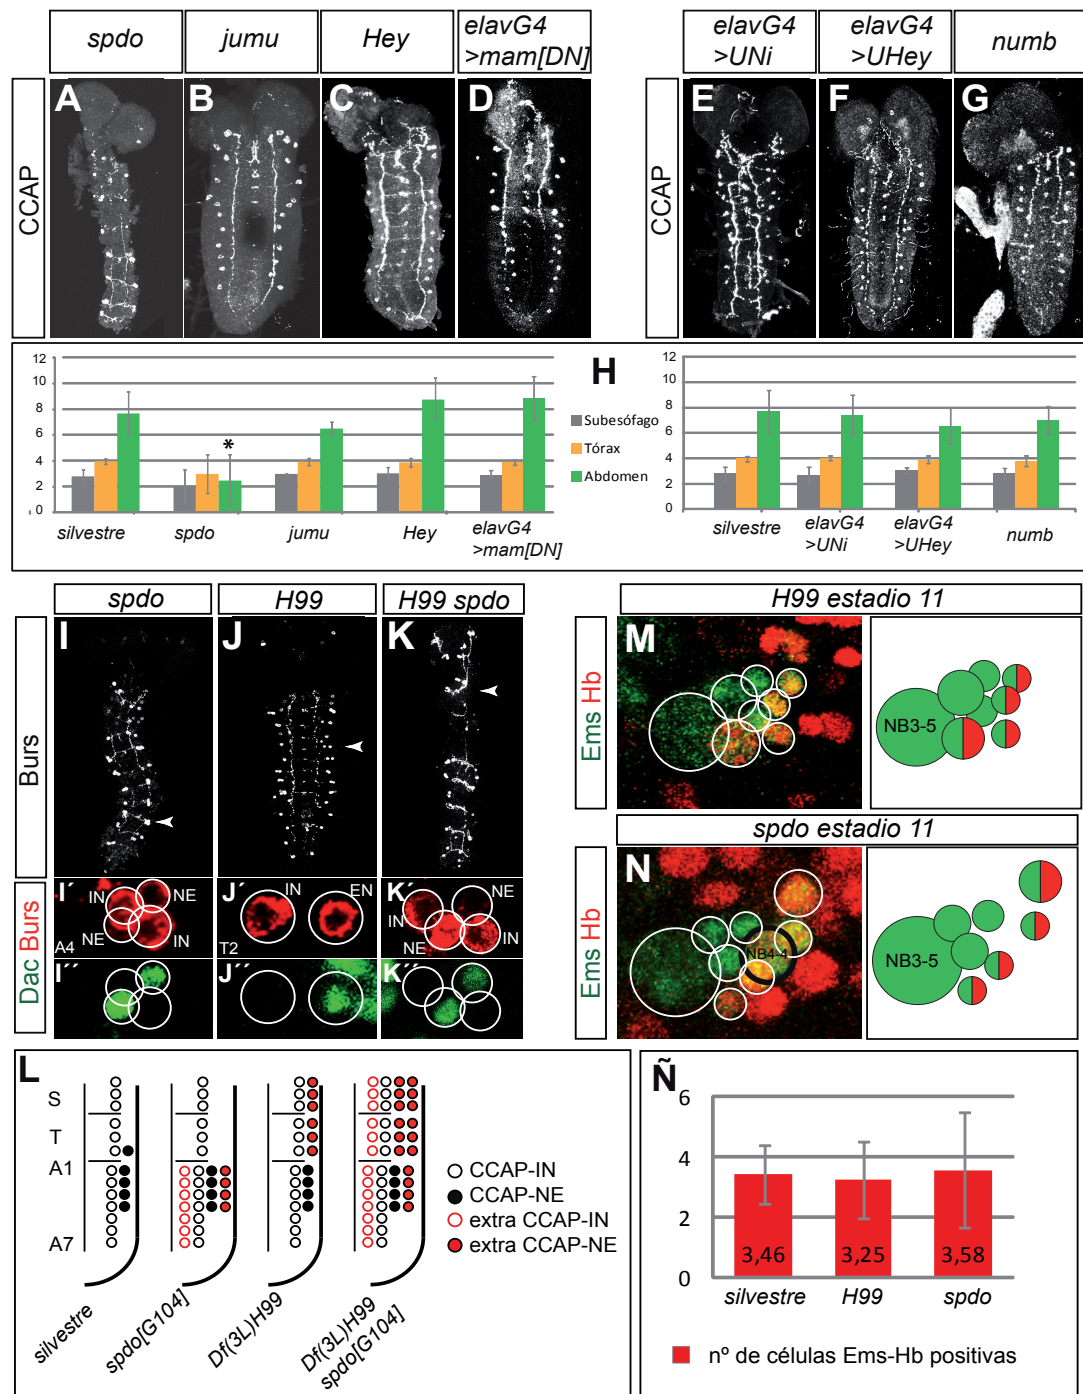 spdo
jumu
Hey
elavG4
>mam[DN]
elavG4
>UNi
elavG4
>UHey
numb
CCAP
A
B
C
D
CCAP
E
F
G
H
12
10
8
6
4
2
0
silvestre
spdo
*
jumu
Hey
elavG4
>mam[DN]
Subesófago
Tórax
Abdomen
12
10
8
6
4
2
0
silvestre
elavG4
>UNi
elavG4
>UHey
numb
spdo
H99
H99 spdo
Burs
I
J
K
Dac Burs
I´
IN
NE
NE
IN
A4
J´
IN
EN
T2
K´
NE
IN
NE
IN
I´´
J´´
K´´
H99 estadio 11
Ems Hb
M
NB3-5
spdo estadio 11
Ems Hb
N
NB4-4
NB3-5
L
S
T
A1
A7
silvestre
spdo[G104]
Df(3L)H99
Df(3L)H99
spdo[G104]
CCAP-IN
CCAP-NE
extra CCAP-IN
extra CCAP-NE
Ñ
6
4
2
0
3,46
3,25
3,58
silvestre
H99
spdo
nº de células Ems-Hb positivas